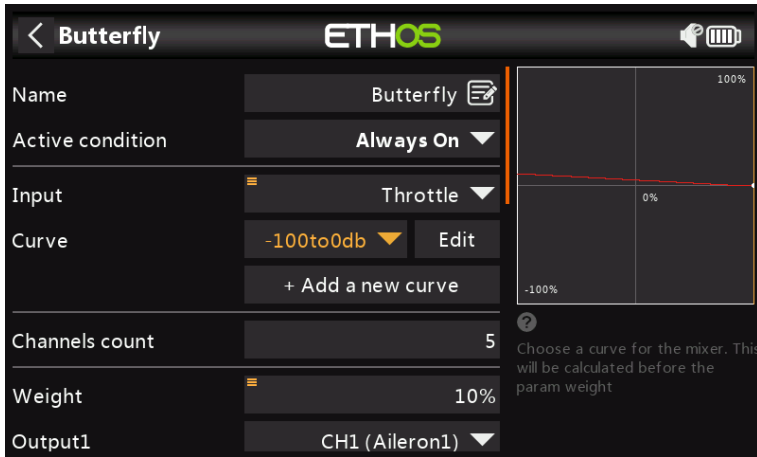 Butterfly
ETHOS
Name
Butterfly
Active condition
Always On
Input
Throttle
Curve
-100to0db
Edit
+ Add a new curve
Channels count
5
Weight
10%
Output1
CH1 (Aileron1)
100%
0%
-100%
?
Choose a curve for the mixer. This
will be calculated before the
param weight